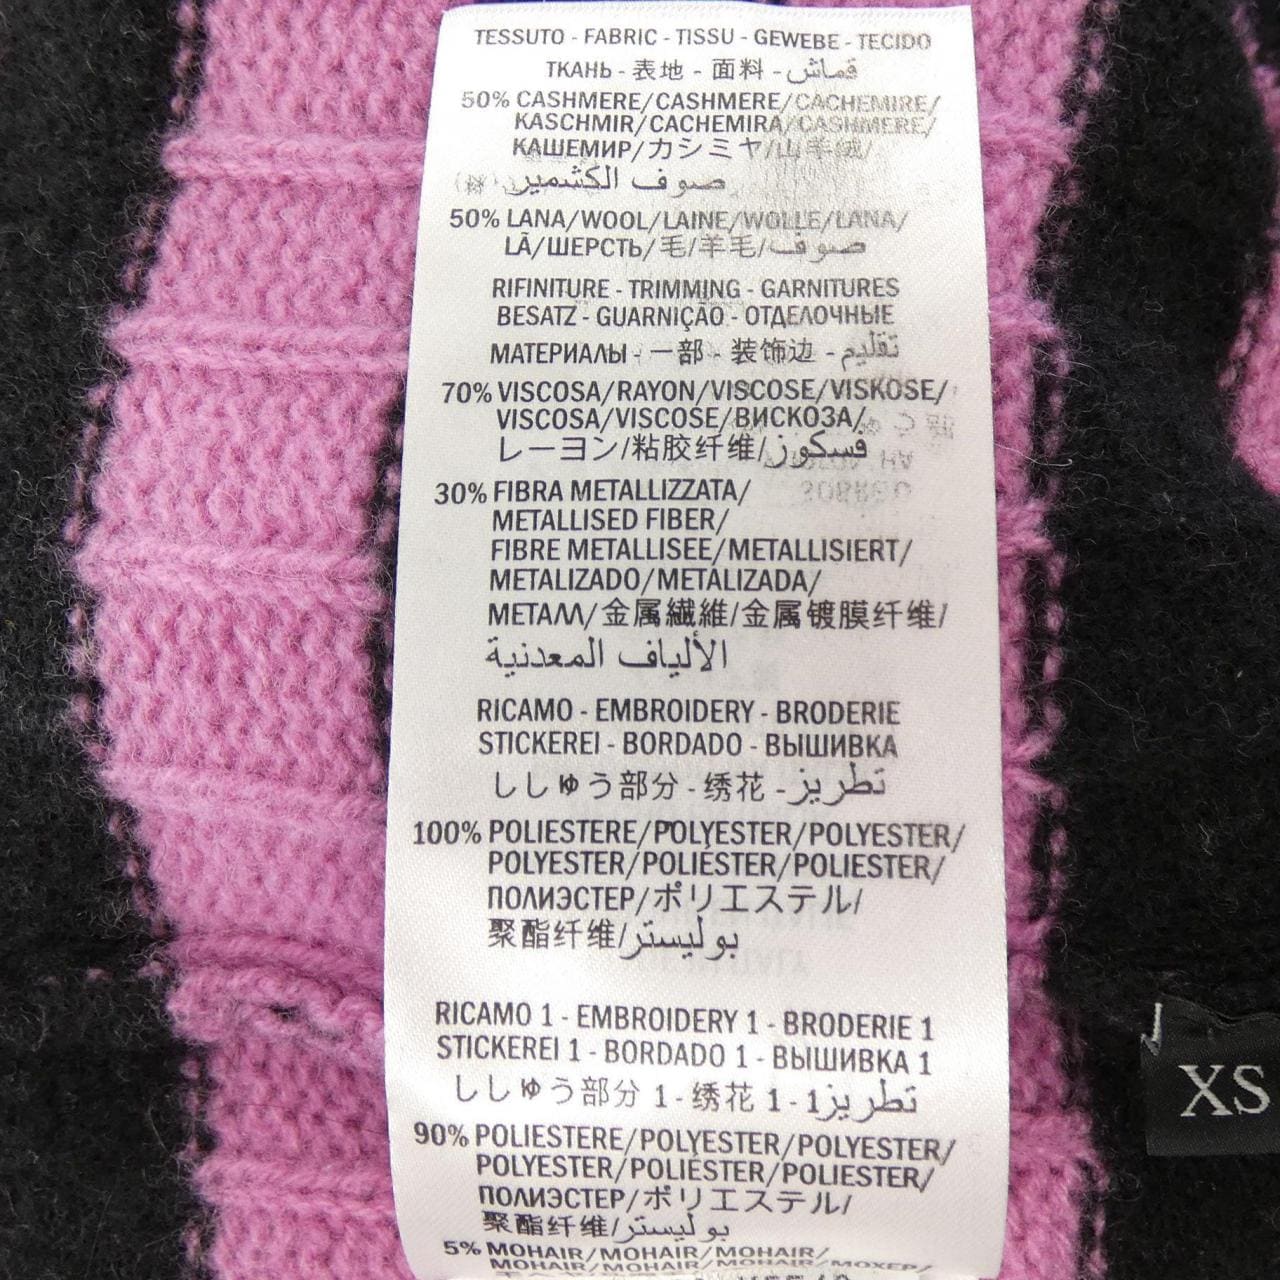 TESSUTO - FABRIC - TISSU - GEWEBE - TECIDO
ТКАНЬ - 表地 - 面料 - قماش
50% CASHMERE/CASHMERE/CACHEMIRE/
KASCHMIR/CACHEMIRA/CASHMERE/
КАШЕМИР/カシミヤ/山羊绒/
صوف الكشمير
50% LANA/WOOL/LAINE/WOLLE/LANA/
LÃ/ШЕРСТЬ/毛/羊毛/صوف
RIFINITURE - TRIMMING - GARNITURES
BESATZ - GUARNIÇÃO - ОТДЕЛОЧНЫЕ
МАТЕРИАЛЫ - 一部 - 装饰边 - تقليم
70% VISCOSA/RAYON/VISCOSE/VISKOSE/
VISCOSA/VISCOSE/ВИСКОЗА/
レーヨン/粘胶纤维/فسكوز
30% FIBRA METALLIZZATA/
METALLISED FIBER/
FIBRE METALLISEE/METALLISIERT/
METALIZADO/METALIZADA/
МЕТАЛЛ/金属繊維/金属镀膜纤维/
الألياف المعدنية
RICAMO - EMBROIDERY - BRODERIE
STICKEREI - BORDADO - ВЫШИВКА
ししゅう部分 - 绣花 - تطريز
100% POLIESTERE/POLYESTER/POLYESTER/
POLYESTER/POLIÉSTER/POLIESTER/
ПОЛИЭСТЕР/ポリエステル/
聚酯纤维/بوليستر
RICAMO 1 - EMBROIDERY 1 - BRODERIE 1
STICKEREI 1 - BORDADO 1 - ВЫШИВКА 1
ししゅう部分 1 - 绣花 1 - تطريز1
90% POLIESTERE/POLYESTER/POLYESTER/
POLYESTER/POLIÉSTER/POLIESTER/
ПОЛИЭСТЕР/ポリエステル/
聚酯纤维/بوليستر
5% MOHAIR/MOHAIR/MOHAIR/
MOHAIR/MOHAIR/MOHAIR/МОХЕР/
XS